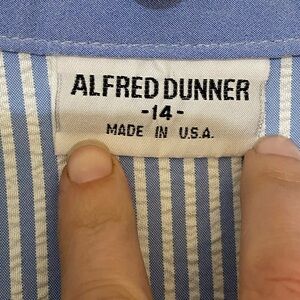 ALFRED DUNNER
-14-
MADE IN U.S.A.